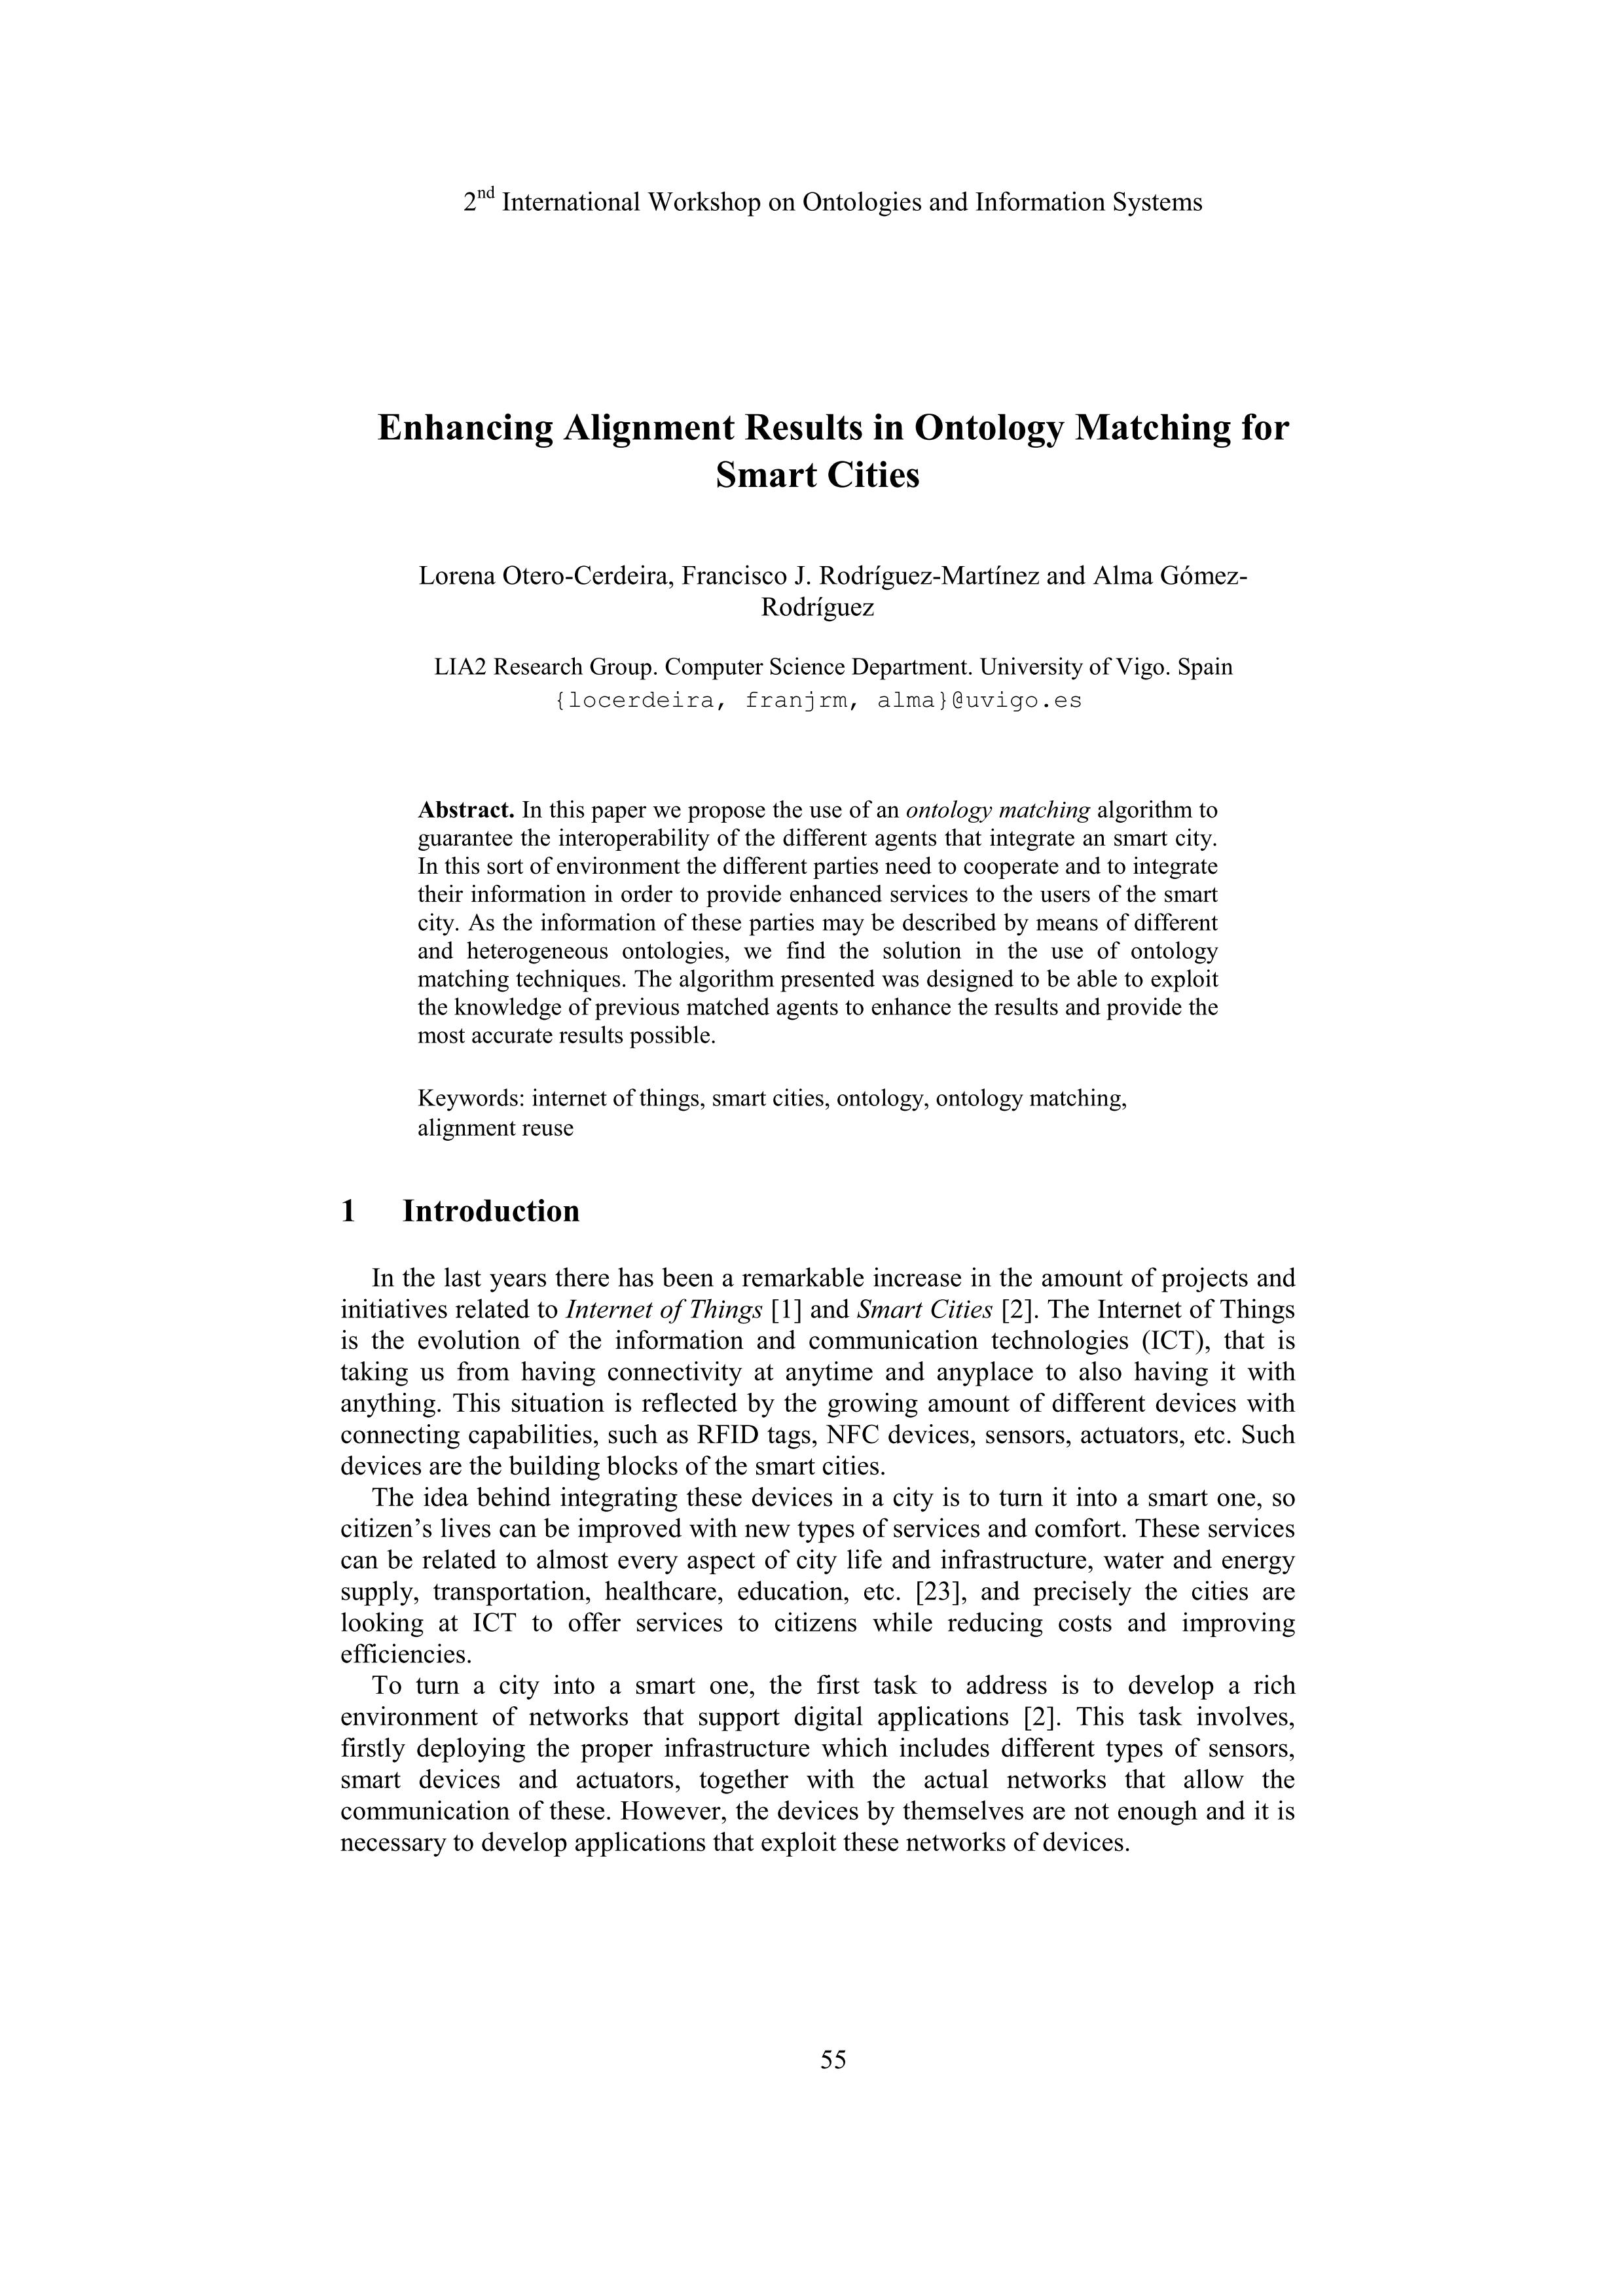 2nd International Workshop on Ontologies and Information Systems
Enhancing Alignment Results in Ontology Matching for
Smart Cities
Lorena Otero-Cerdeira, Francisco J. Rodríguez-Martínez and Alma Gómez-
Rodríguez
LIA2 Research Group. Computer Science Department. University of Vigo. Spain
{locerdeira, franjrm, alma}@uvigo.es
Abstract. In this paper we propose the use of an ontology matching algorithm to
guarantee the interoperability of the different agents that integrate an smart city.
In this sort of environment the different parties need to cooperate and to integrate
their information in order to provide enhanced services to the users of the smart
city. As the information of these parties may be described by means of different
and heterogeneous ontologies, we find the solution in the use of ontology
matching techniques. The algorithm presented was designed to be able to exploit
the knowledge of previous matched agents to enhance the results and provide the
most accurate results possible.
Keywords: internet of things, smart cities, ontology, ontology matching,
alignment reuse
1 Introduction
In the last years there has been a remarkable increase in the amount of projects and
initiatives related to Internet of Things [1] and Smart Cities [2]. The Internet of Things
is the evolution of the information and communication technologies (ICT), that is
taking us from having connectivity at anytime and anyplace to also having it with
anything. This situation is reflected by the growing amount of different devices with
connecting capabilities, such as RFID tags, NFC devices, sensors, actuators, etc. Such
devices are the building blocks of the smart cities.
The idea behind integrating these devices in a city is to turn it into a smart one, so
citizen’s lives can be improved with new types of services and comfort. These services
can be related to almost every aspect of city life and infrastructure, water and energy
supply, transportation, healthcare, education, etc. [23], and precisely the cities are
looking at ICT to offer services to citizens while reducing costs and improving
efficiencies.
To turn a city into a smart one, the first task to address is to develop a rich
environment of networks that support digital applications [2]. This task involves,
firstly deploying the proper infrastructure which includes different types of sensors,
smart devices and actuators, together with the actual networks that allow the
communication of these. However, the devices by themselves are not enough and it is
necessary to develop applications that exploit these networks of devices.
55